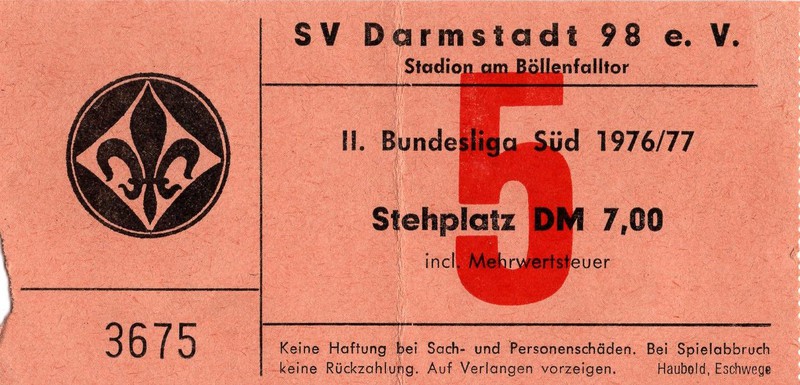 SV Darmstadt 98 e. V.
Stadion am Böllenfalltor
II. Bundesliga Süd 1976/77
5
Stehplatz DM 7,00
incl. Mehrwertsteuer
3675
Keine Haftung bei Sach- und Personenschäden. Bei Spielabbruch
keine Rückzahlung. Auf Verlangen vorzeigen. Haubold, Eschwege